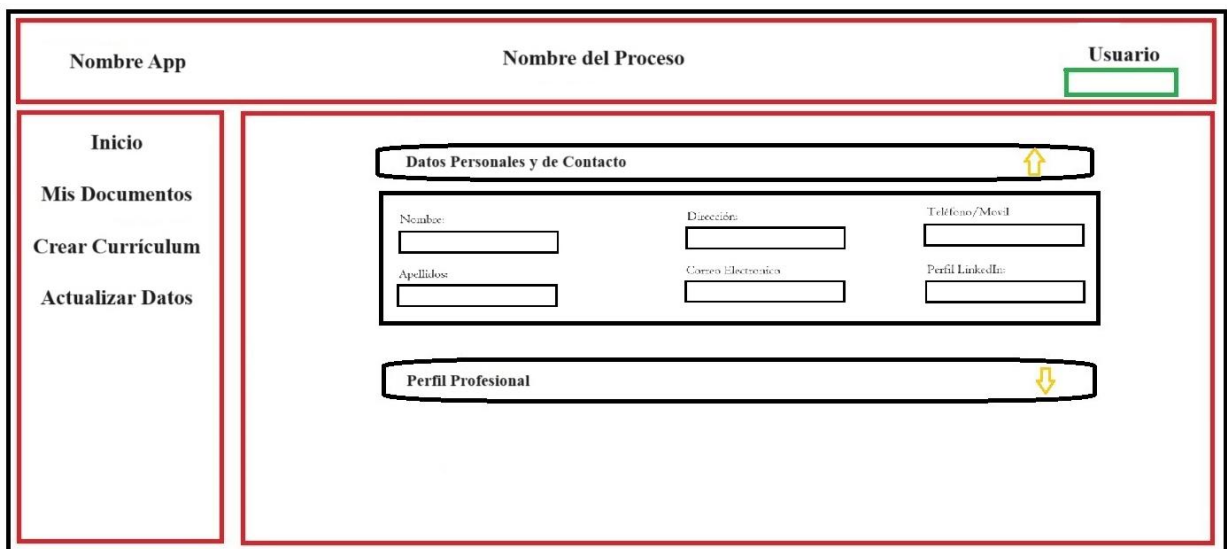 Nombre App
Nombre del Proceso
Usuario
Inicio
Mis Documentos
Crear Currículum
Actualizar Datos
Datos Personales y de Contacto
Nombre:
Dirección:
Teléfono/Movil
Apellidos:
Correo Electronico
Perfil LinkedIn:
Perfil Profesional